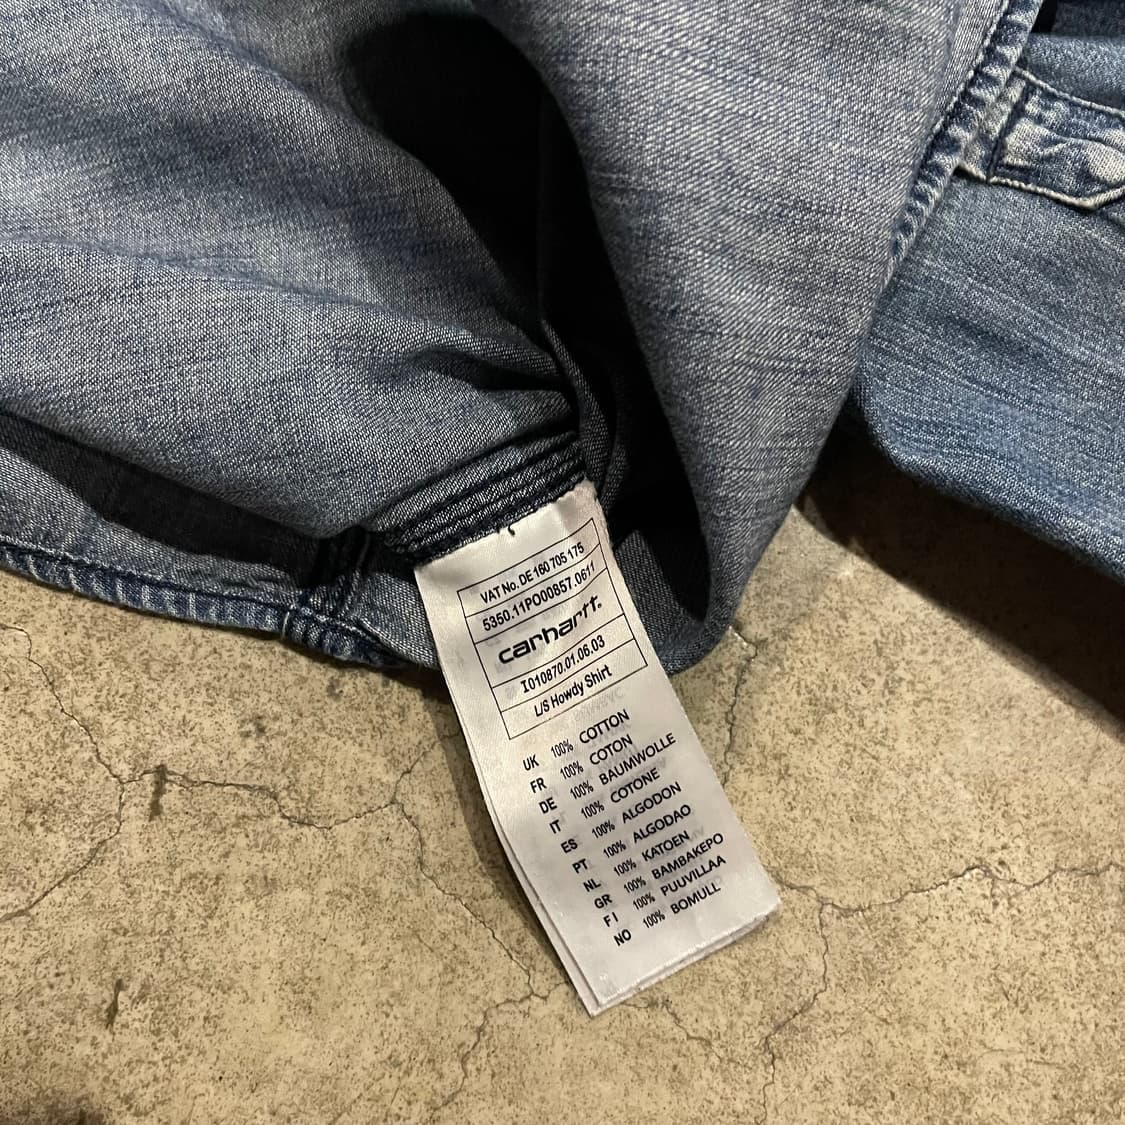 VAT No. DE 160 705 175
5350.11PO00857.0611
carhartt.
I010870.01.06.03
L/S Howdy Shirt
UK 100% COTTON
FR 100% COTON
DE 100% BAUMWOLLE
IT 100% COTONE
ES 100% ALGODON
PT 100% ALGODAO
NL 100% KATOEN
GR 100% BAMBAKEPO
FI 100% PUUVILLAA
NO 100% BOMULL